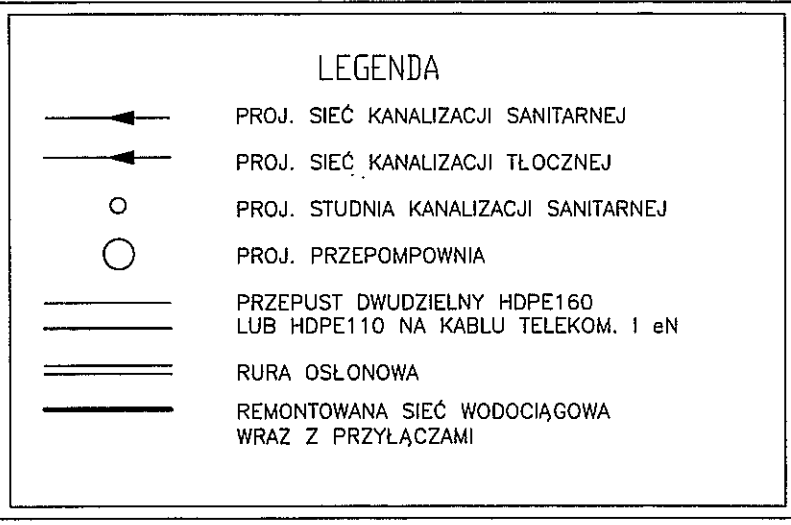 LEGENDA
PROJ. SIEĆ KANALIZACJI SANITARNEJ
PROJ. SIEĆ KANALIZACJI TŁOCZNEJ
PROJ. STUDNIA KANALIZACJI SANITARNEJ
PROJ. PRZEPOMPOWNIA
PRZEPUST DWUDZIELNY HDPE160
LUB HDPE110 NA KABLU TELEKOM. I eN
RURA OSŁONOWA
REMONTOWANA SIEĆ WODOCIĄGOWA
WRAZ Z PRZYŁĄCZAMI